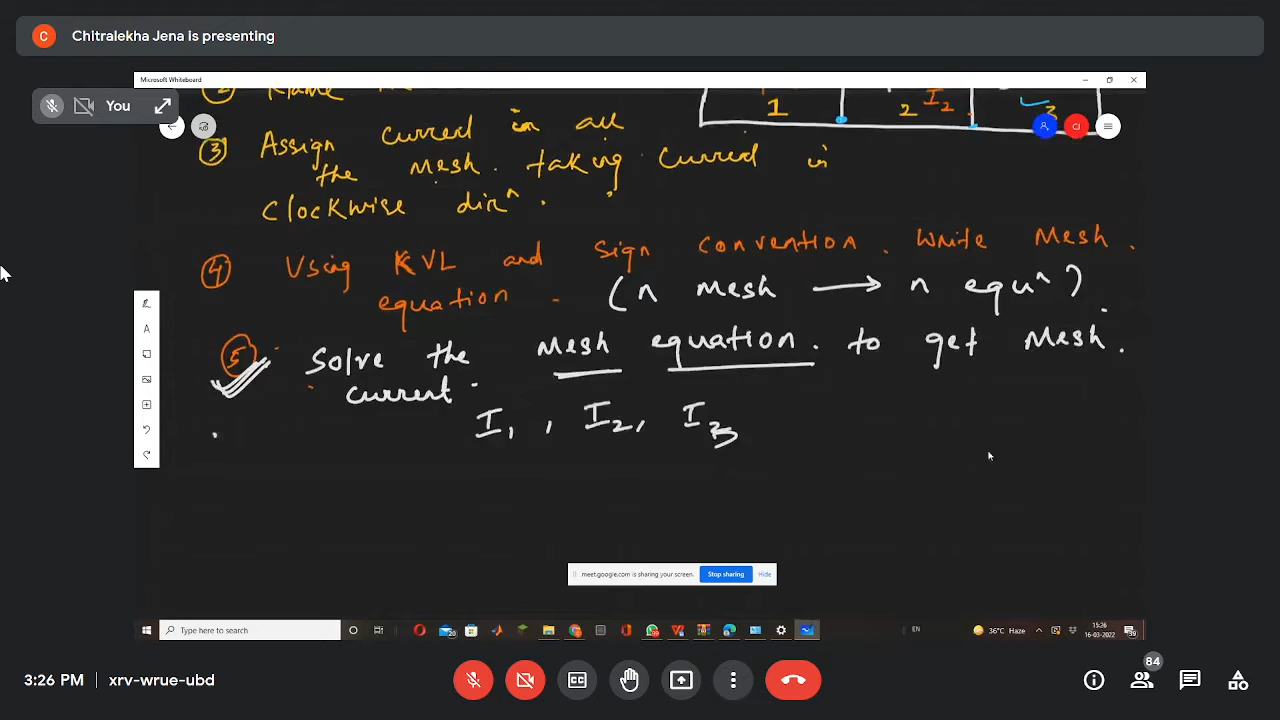 Chitralekha Jena is presenting
Microsoft Whiteboard
You
2
1
2 I2
3
CJ
3 Assign current in all
the mesh. taking current in
clockwise dirn.
4 Using KVL and sign convention. Write Mesh.
equation. (n mesh → n equn)
5 Solve the mesh equation. to get Mesh.
current
I1, I2, I3
meet.google.com is sharing your screen. Stop sharing Hide
Type here to search
EN
36°C Haze
15:26
16-03-2022
3:26 PM xrv-wrue-ubd
84